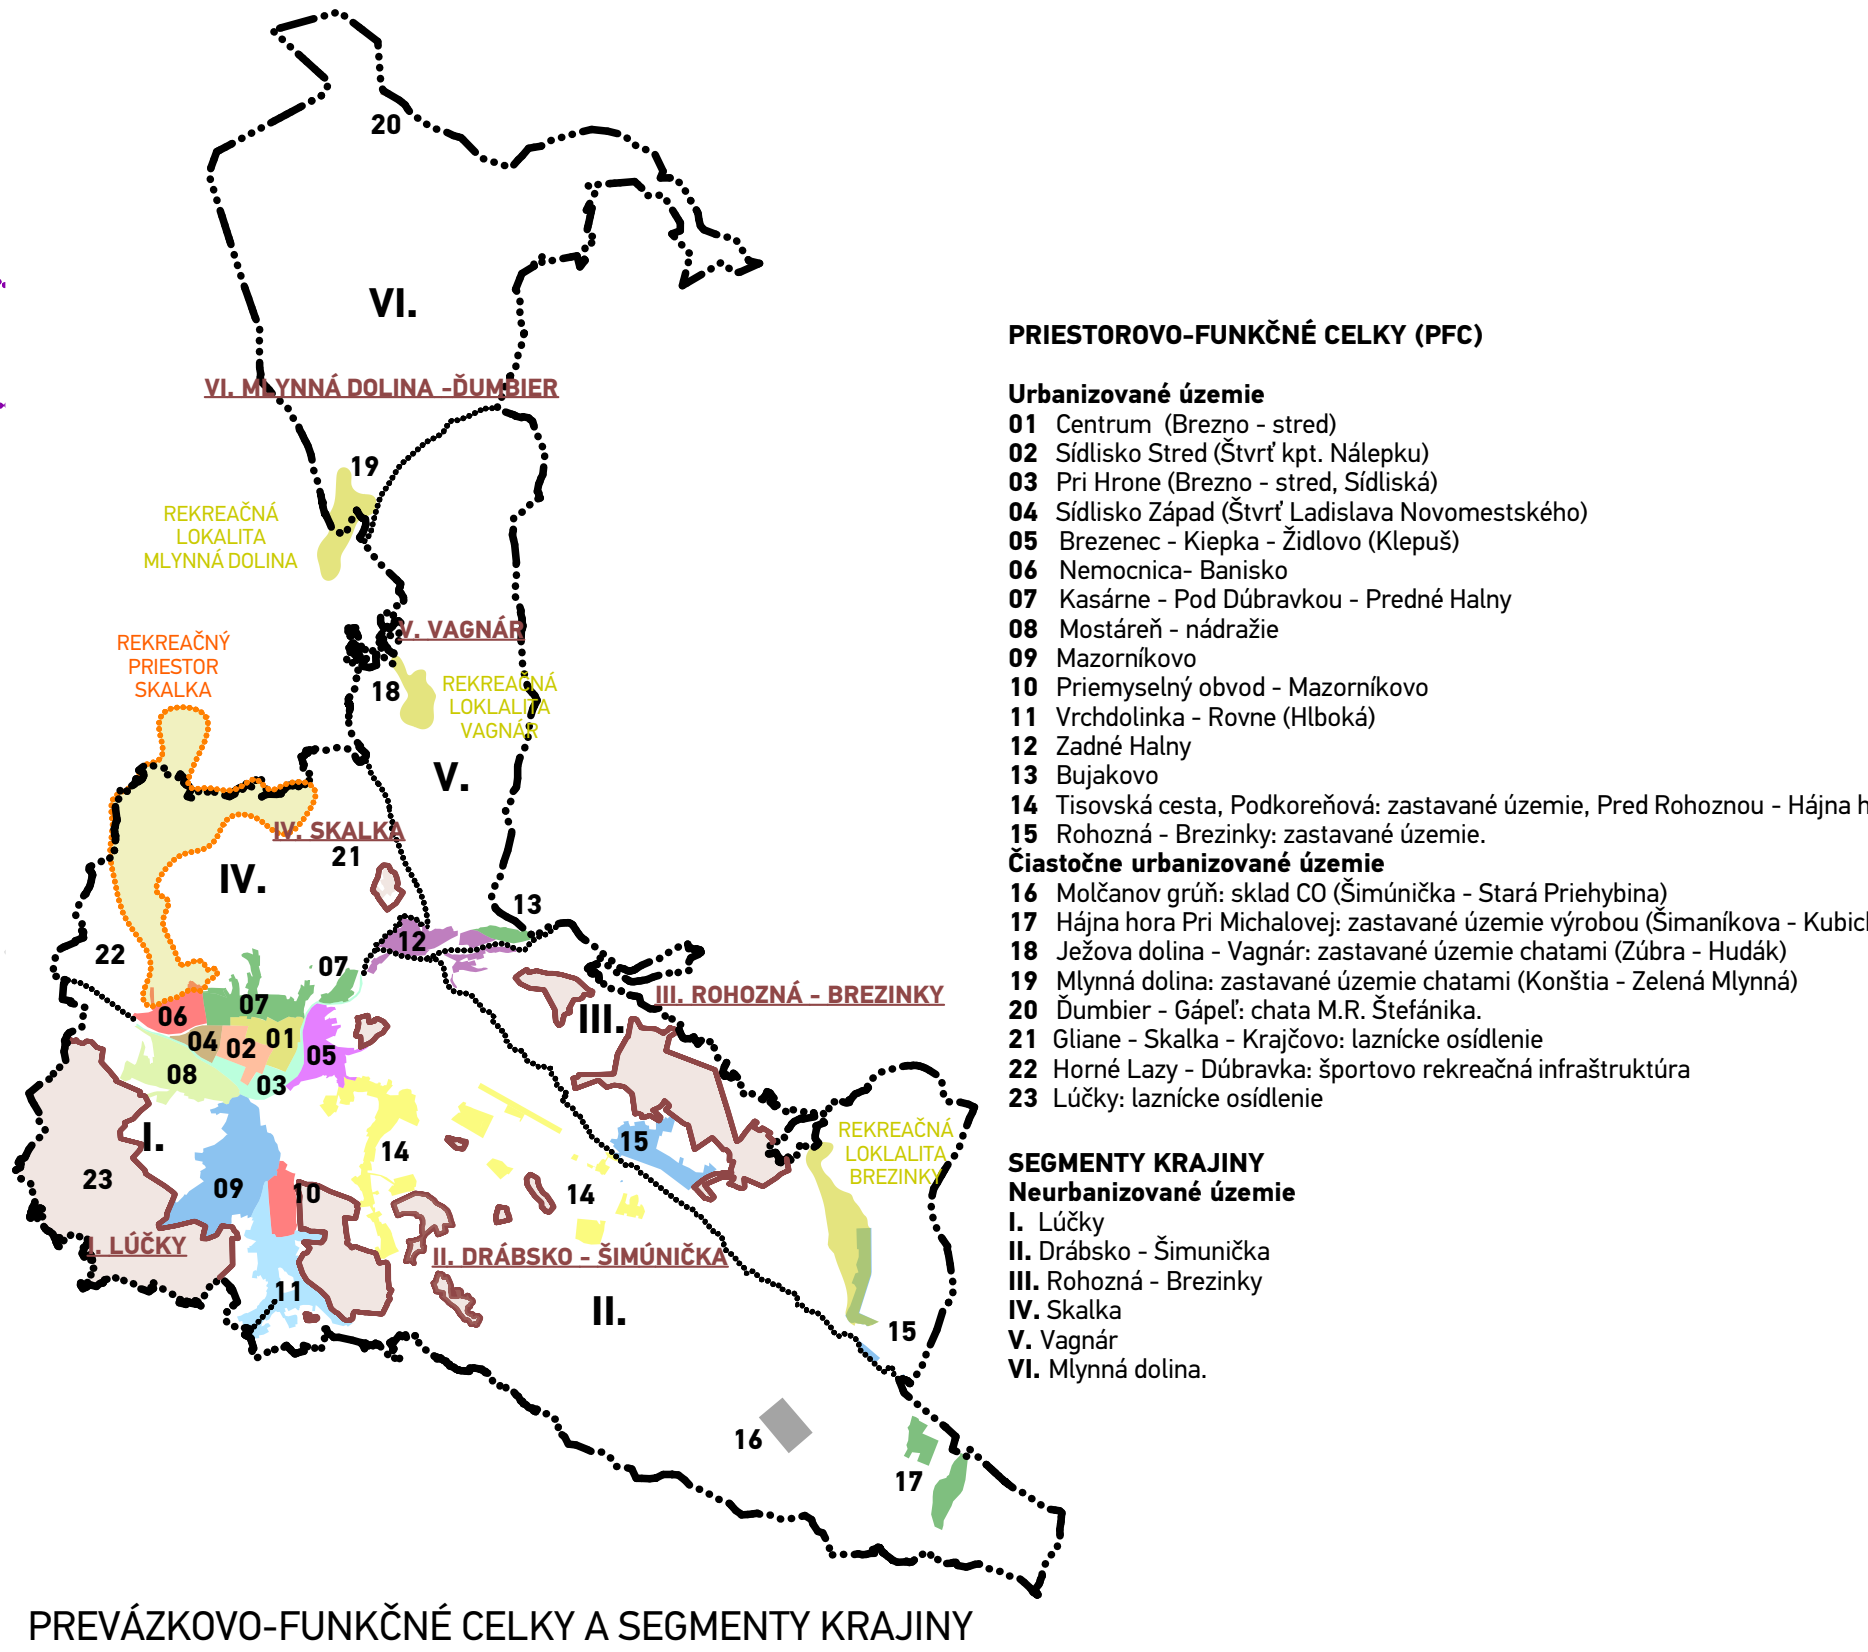 20
VI.
VI. MLYNNÁ DOLINA -ĎUMBIER
19
REKREAČNÁ
LOKALITA
MLYNNÁ DOLINA
V. VAGNÁR
REKREAČNÝ
PRIESTOR
SKALKA
18
REKREAČNÁ
LOKLALITA
VAGNÁR
V.
IV. SKALKA
21
IV.
13
12
22
07
III. ROHOZNÁ - BREZINKY
07
06
III.
01
04
02
05
08
03
REKREAČNÁ
LOKLALITA
BREZINKY
I.
15
14
23
09
10
14
I. LÚČKY
II. DRÁBSKO - ŠIMÚNIČKA
11
II.
15
16
17
PRIESTOROVO-FUNKČNÉ CELKY (PFC)
Urbanizované územie
01 Centrum (Brezno - stred)
02 Sídlisko Stred (Štvrť kpt. Nálepku)
03 Pri Hrone (Brezno - stred, Sídliská)
04 Sídlisko Západ (Štvrť Ladislava Novomestského)
05 Brezenec - Kiepka - Židlovo (Klepuš)
06 Nemocnica- Banisko
07 Kasárne - Pod Dúbravkou - Predné Halny
08 Mostáreň - nádražie
09 Mazorníkovo
10 Priemyselný obvod - Mazorníkovo
11 Vrchdolinka - Rovne (Hlboká)
12 Zadné Halny
13 Bujakovo
14 Tisovská cesta, Podkoreňová: zastavané územie, Pred Rohoznou - Hájna h
15 Rohozná - Brezinky: zastavané územie.
Čiastočne urbanizované územie
16 Molčanov grúň: sklad CO (Šimúnička - Stará Priehybina)
17 Hájna hora Pri Michalovej: zastavané územie výrobou (Šimaníkova - Kubich
18 Ježova dolina - Vagnár: zastavané územie chatami (Zúbra - Hudák)
19 Mlynná dolina: zastavané územie chatami (Konštia - Zelená Mlynná)
20 Ďumbier - Gápeľ: chata M.R. Štefánika.
21 Gliane - Skalka - Krajčovo: laznícke osídlenie
22 Horné Lazy - Dúbravka: športovo rekreačná infraštruktúra
23 Lúčky: laznícke osídlenie
SEGMENTY KRAJINY
Neurbanizované územie
I. Lúčky
II. Drábsko - Šimunička
III. Rohozná - Brezinky
IV. Skalka
V. Vagnár
VI. Mlynná dolina.
PREVÁZKOVO-FUNKČNÉ CELKY A SEGMENTY KRAJINY